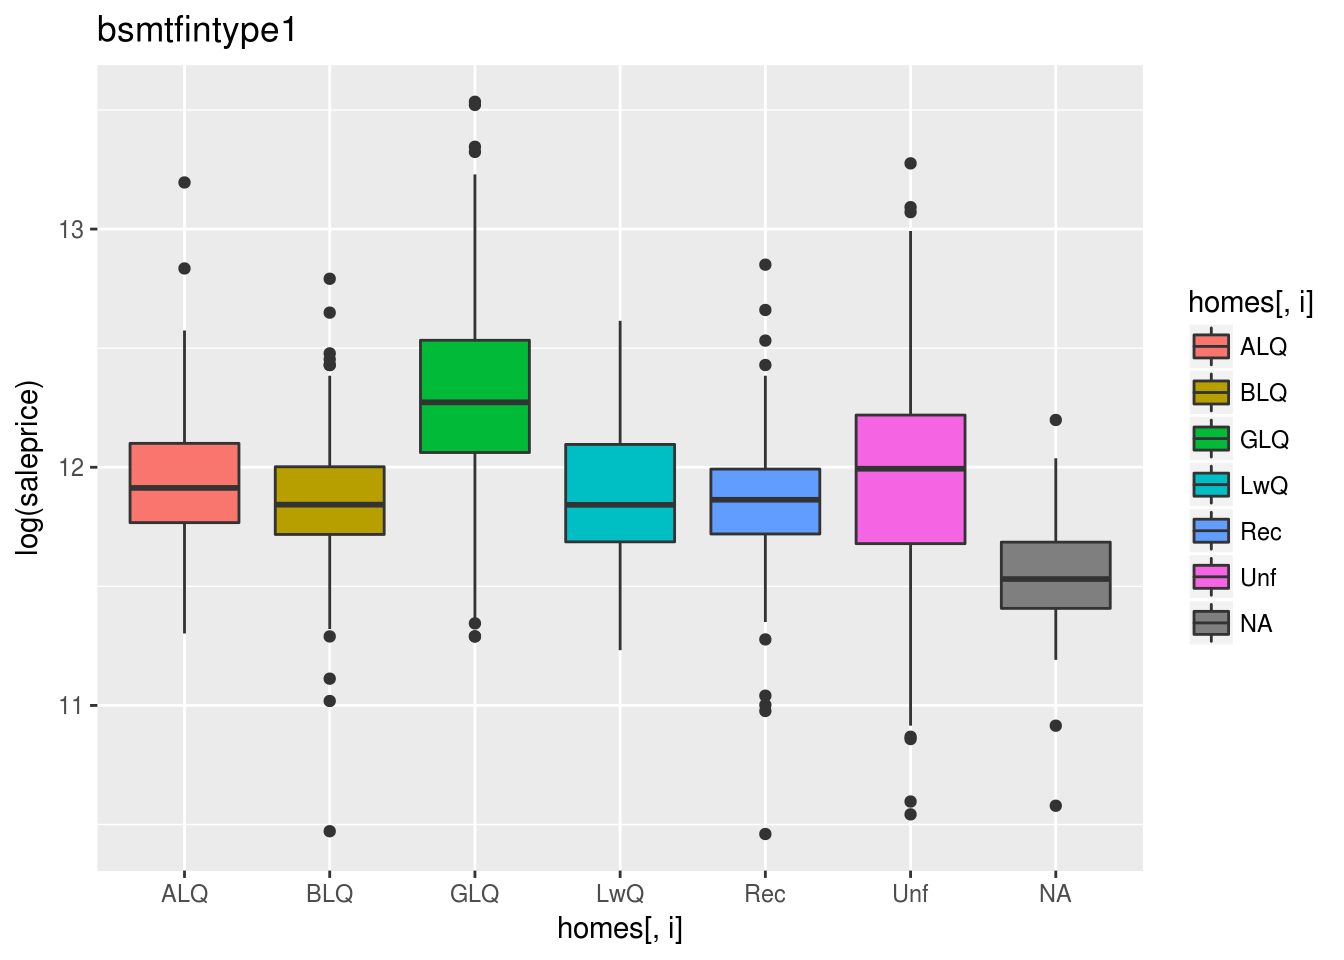 bsmtfintype1
log(saleprice)
13
12
11
ALQ BLQ GLQ LwQ Rec Unf NA
homes[, i]
homes[, i]
ALQ
BLQ
GLQ
LwQ
Rec
Unf
NA